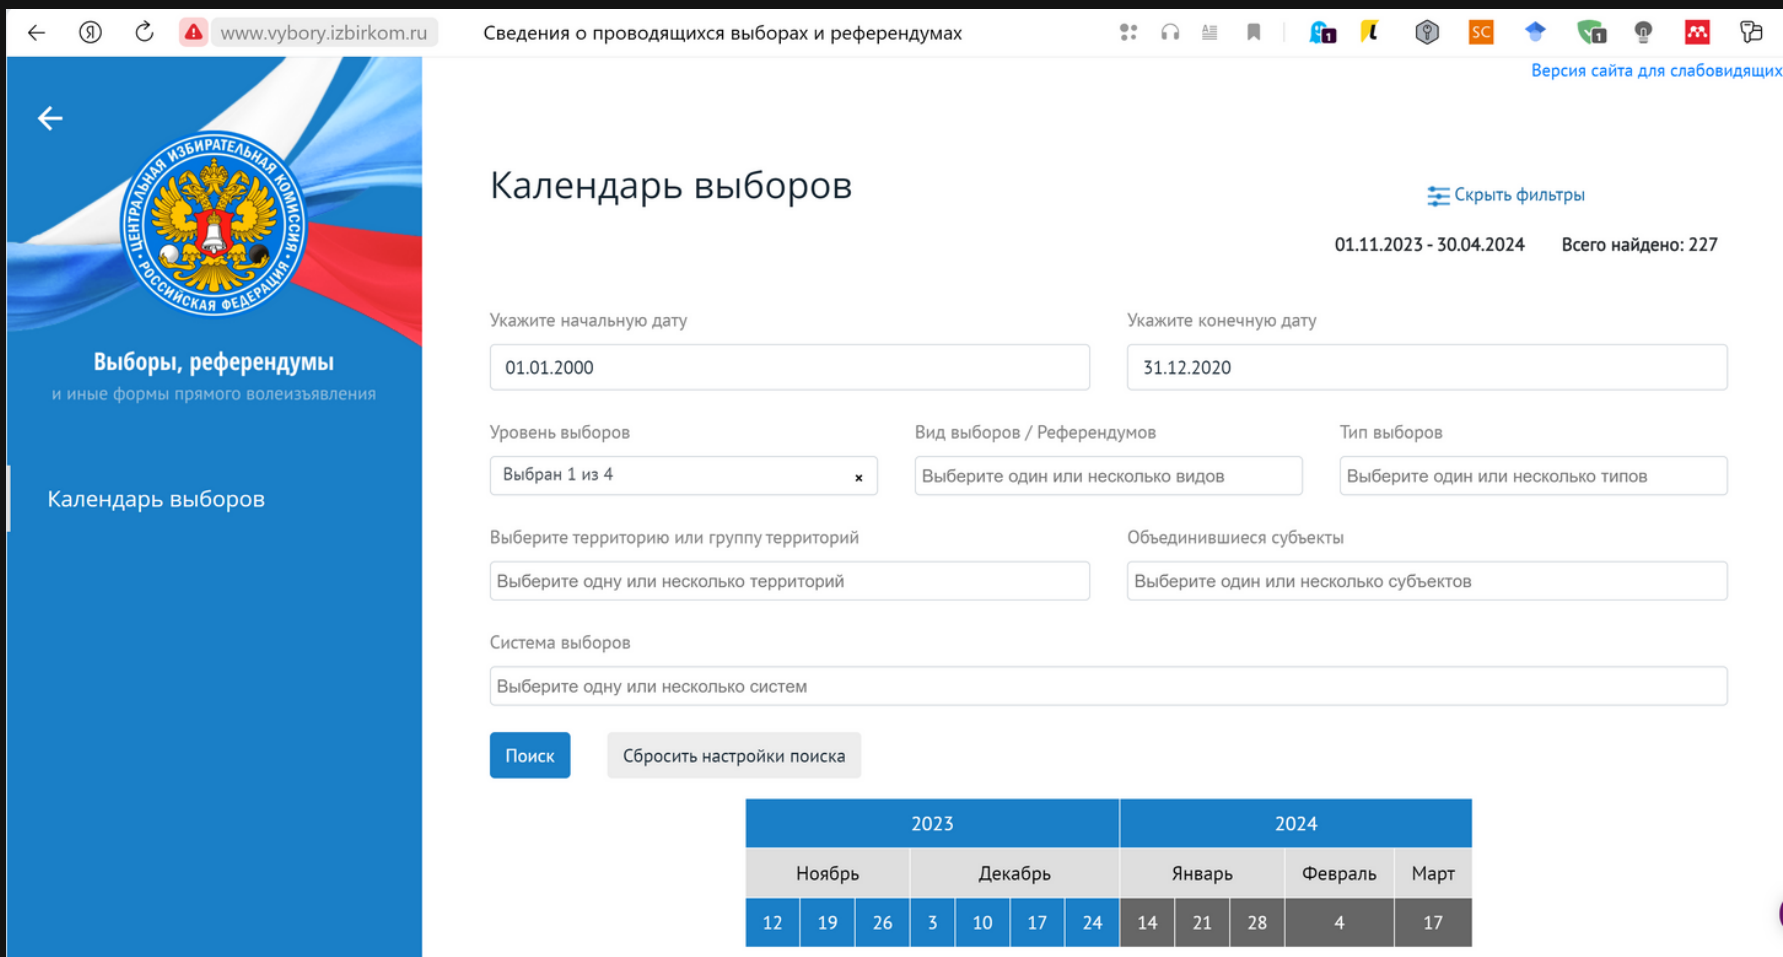 www.vybory.izbirkom.ru
Сведения о проводящихся выборах и референдумах
1
SC
1
Версия сайта для слабовидящих
ЦЕНТРАЛЬНАЯ ИЗБИРАТЕЛЬНАЯ КОМИССИЯ
РОССИЙСКАЯ ФЕДЕРАЦИЯ
Выборы, референдумы
и иные формы прямого волеизъявления
Календарь выборов
Календарь выборов
Скрыть фильтры
01.11.2023 - 30.04.2024 Всего найдено: 227
Укажите начальную дату Укажите конечную дату
01.01.2000 31.12.2020
Уровень выборов Вид выборов / Референдумов Тип выборов
Выбран 1 из 4 × Выберите один или несколько видов Выберите один или несколько типов
Выберите территорию или группу территорий Объединившиеся субъекты
Выберите одну или несколько территорий Выберите один или несколько субъектов
Система выборов
Выберите одну или несколько систем
Поиск Сбросить настройки поиска
2023 2024
Ноябрь Декабрь Январь Февраль Март
12 19 26 3 10 17 24 14 21 28 4 17